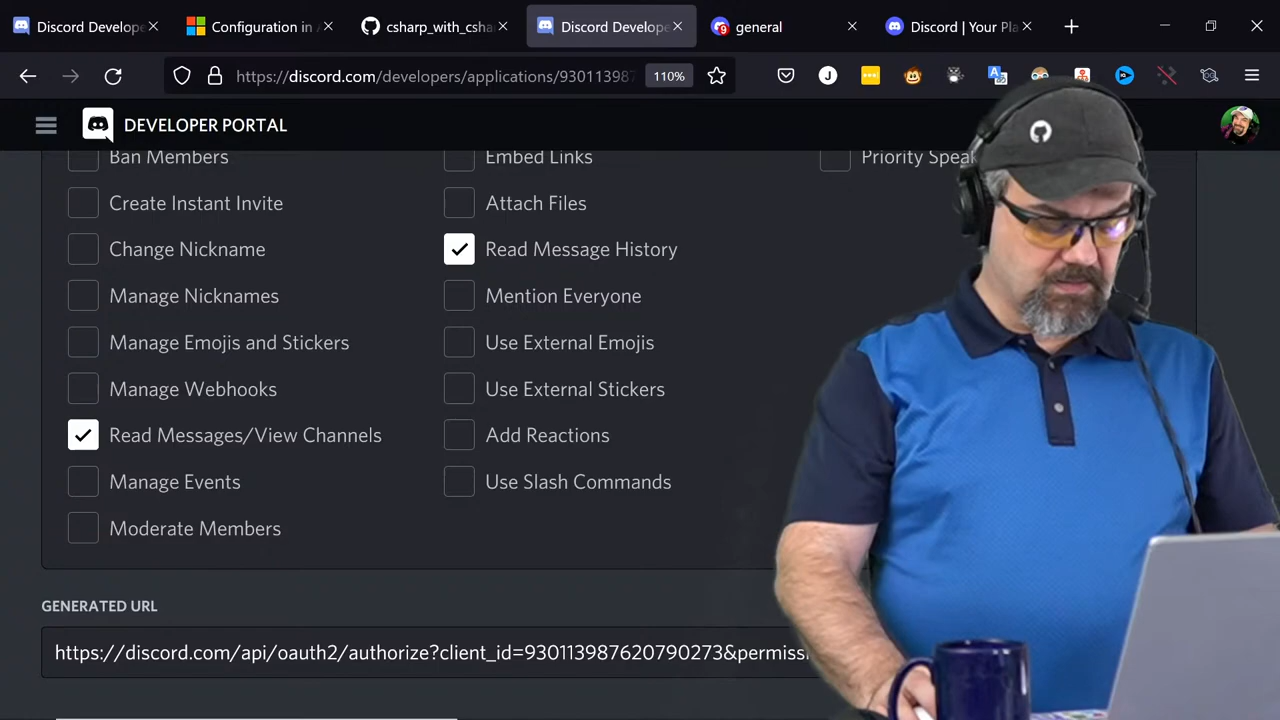 Discord Develope
Configuration in A
csharp_with_csha
Discord Develope
general
Discord | Your Pla
https://discord.com/developers/applications/930113987
110%
DEVELOPER PORTAL
Ban Members
Embed Links
Priority Speak
Create Instant Invite
Attach Files
Change Nickname
Read Message History
Manage Nicknames
Mention Everyone
Manage Emojis and Stickers
Use External Emojis
Manage Webhooks
Use External Stickers
Read Messages/View Channels
Add Reactions
Manage Events
Use Slash Commands
Moderate Members
GENERATED URL
https://discord.com/api/oauth2/authorize?client_id=930113987620790273&permissi